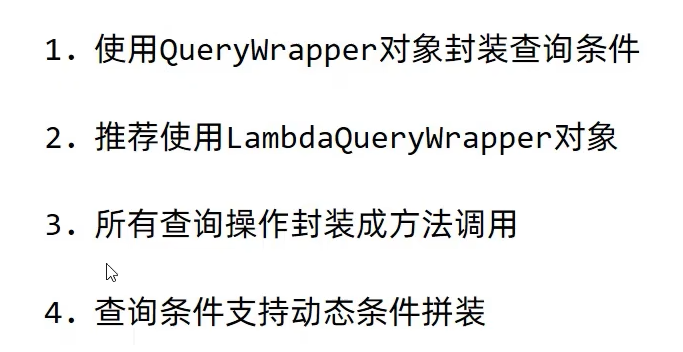 1. 使用QueryWrapper对象封装查询条件
2. 推荐使用LambdaQueryWrapper对象
3. 所有查询操作封装成方法调用
4. 查询条件支持动态条件拼装